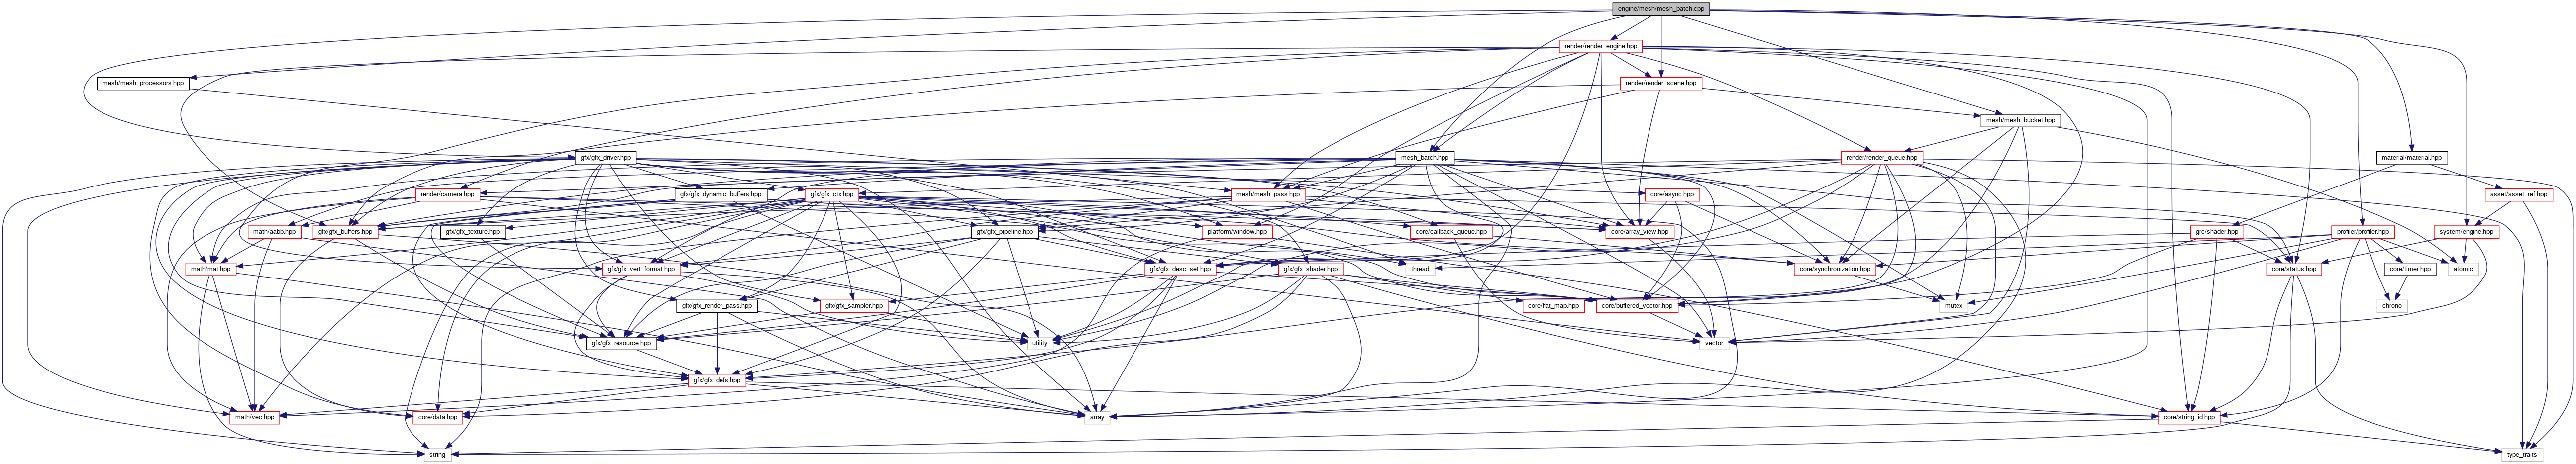 engine/mesh/mesh_batch.cpp
render/render_engine.hpp
mesh/mesh_processors.hpp
render/render_scene.hpp
mesh/mesh_bucket.hpp
gfx/gfx_driver.hpp
mesh_batch.hpp
render/render_queue.hpp
material/material.hpp
render/camera.hpp
gfx/gfx_dynamic_buffers.hpp
gfx/gfx_ctx.hpp
mesh/mesh_pass.hpp
core/async.hpp
asset/asset_ref.hpp
math/aabb.hpp
gfx/gfx_buffers.hpp
gfx/gfx_texture.hpp
gfx/gfx_pipeline.hpp
platform/window.hpp
core/callback_queue.hpp
core/array_view.hpp
grc/shader.hpp
profiler/profiler.hpp
system/engine.hpp
math/mat.hpp
gfx/gfx_vert_format.hpp
gfx/gfx_desc_set.hpp
gfx/gfx_shader.hpp
thread
core/synchronization.hpp
core/status.hpp
core/timer.hpp
atomic
gfx/gfx_render_pass.hpp
gfx/gfx_sampler.hpp
core/flat_map.hpp
core/buffered_vector.hpp
mutex
chrono
gfx/gfx_resource.hpp
utility
vector
gfx/gfx_defs.hpp
math/vec.hpp
core/data.hpp
array
core/string_id.hpp
string
type_traits